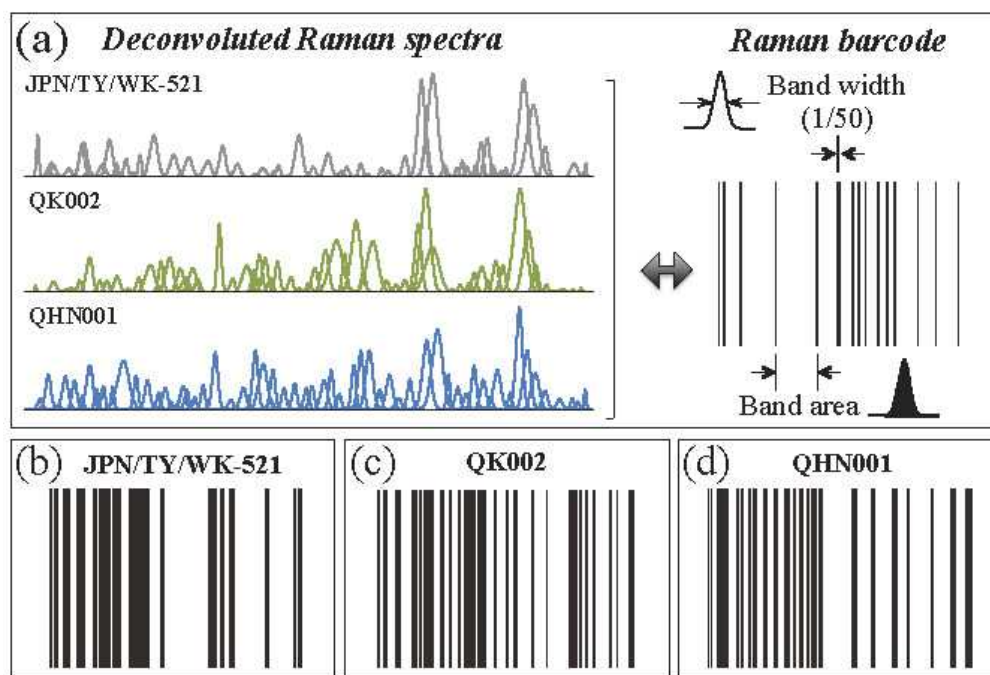 (a) Deconvoluted Raman spectra
Raman barcode
JPN/TY/WK-521
QK002
QHN001
Band width
(1/50)
Band area
(b) JPN/TY/WK-521
(c) QK002
(d) QHN001